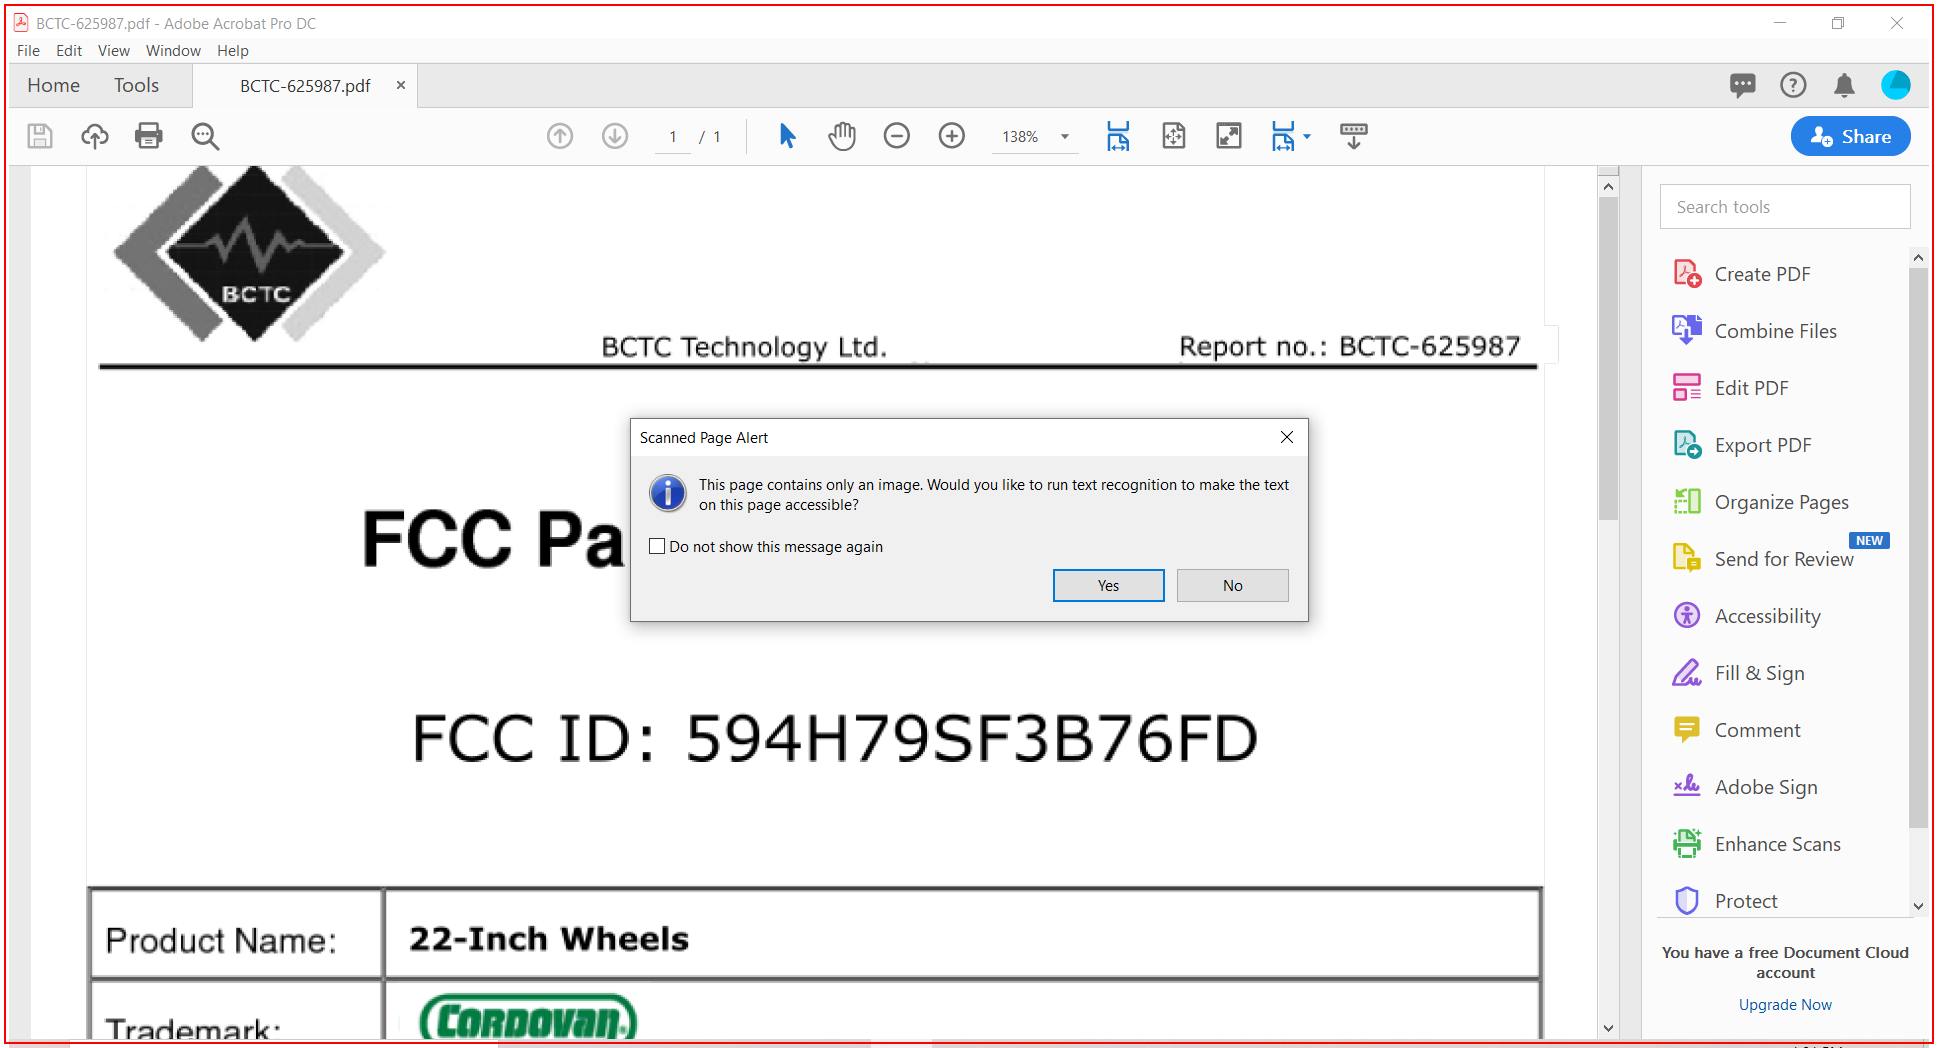 BCTC-625987.pdf - Adobe Acrobat Pro DC
File Edit View Window Help
Home Tools BCTC-625987.pdf
1 / 1 138% Share
BCTC
BCTC Technology Ltd. Report no.: BCTC-625987
Scanned Page Alert
This page contains only an image. Would you like to run text recognition to make the text
on this page accessible?
Do not show this message again
Yes No
FCC Pa
FCC ID: 594H79SF3B76FD
Product Name: 22-Inch Wheels
Trademark: CORDOVAN
Search tools
Create PDF
Combine Files
Edit PDF
Export PDF
Organize Pages
NEW
Send for Review
Accessibility
Fill & Sign
Comment
Adobe Sign
Enhance Scans
Protect
You have a free Document Cloud
account
Upgrade Now